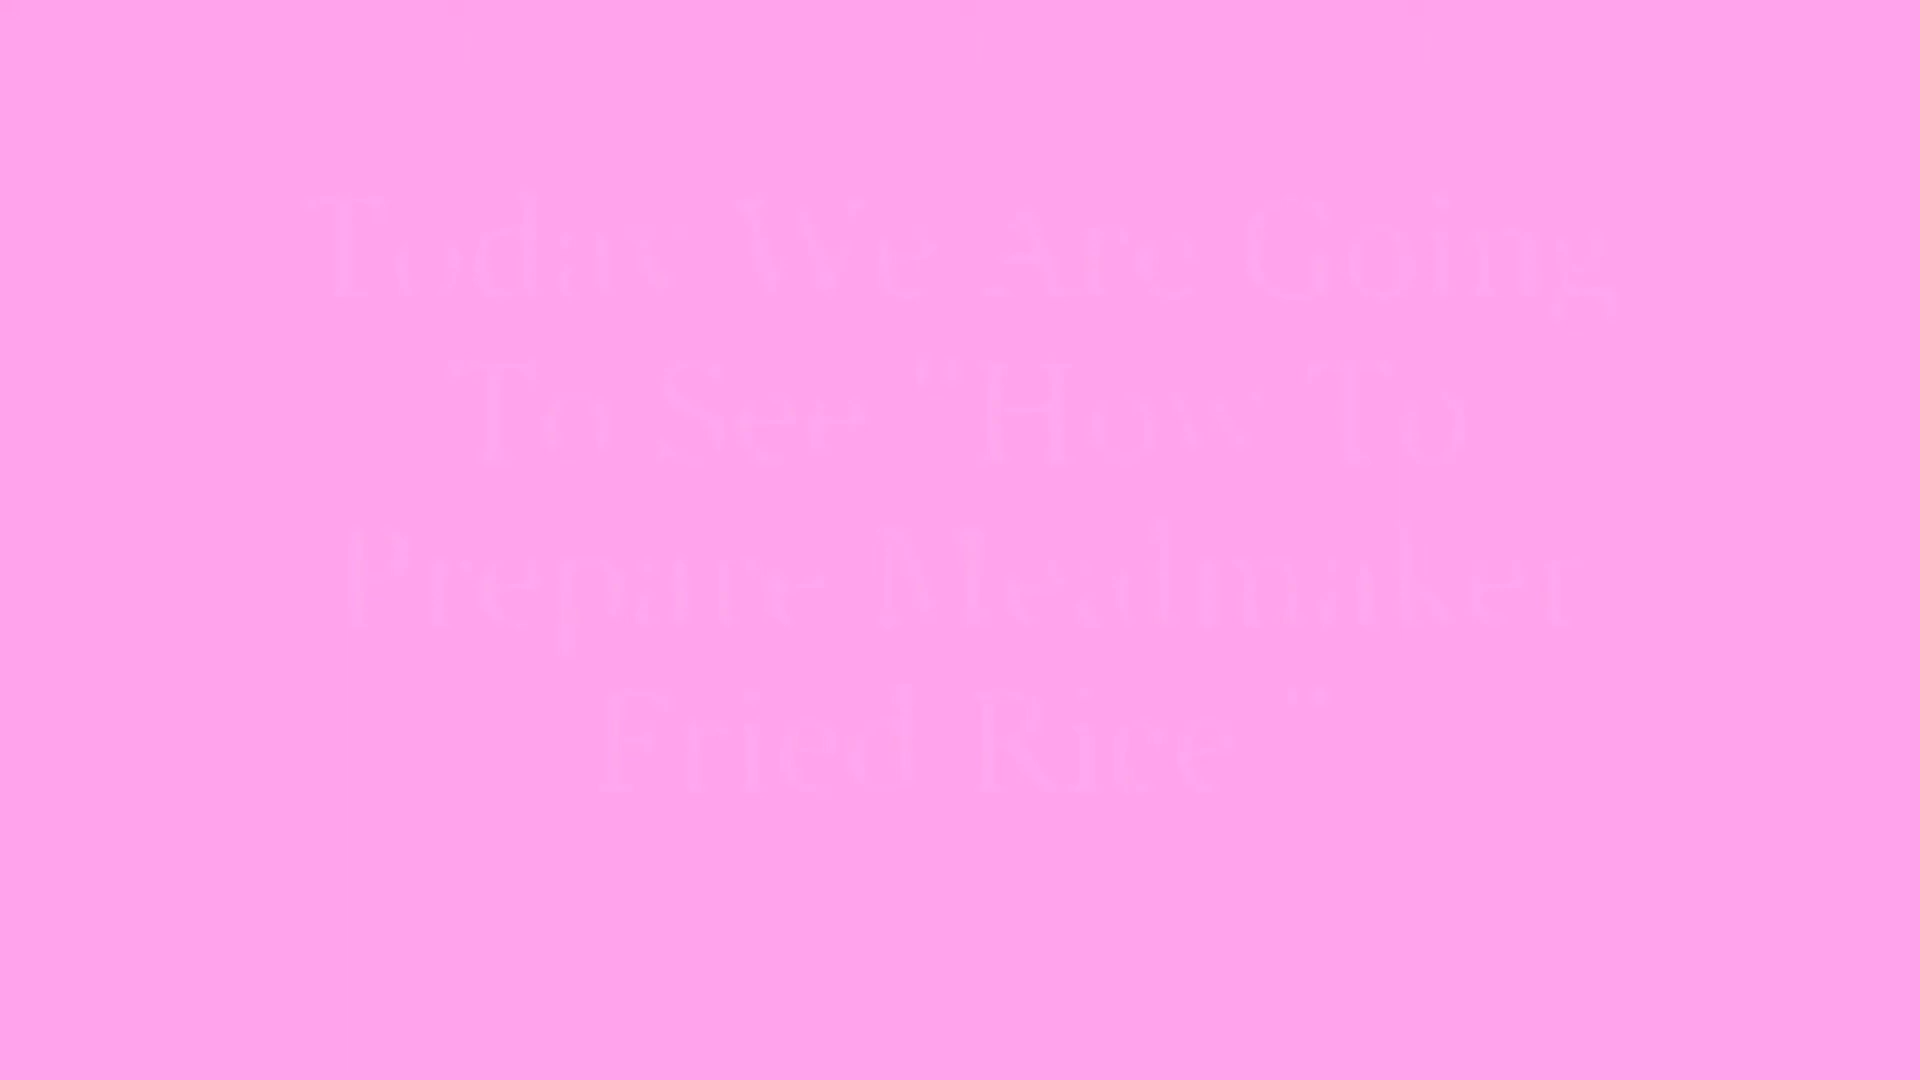 Today We Are Going
To See "How To
Prepare Mealmaker
Fried Rice "